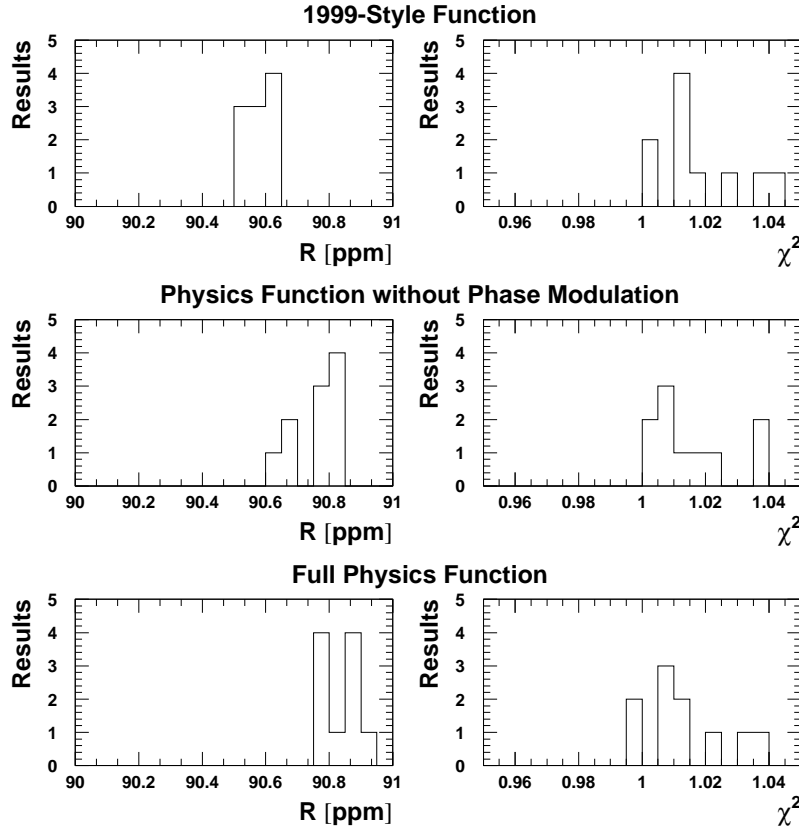 1999-Style Function
Results
5
4
3
2
1
0
90 90.2 90.4 90.6 90.8 91
R [ppm]
Results
5
4
3
2
1
0
0.96 0.98 1 1.02 1.04
χ²
Physics Function without Phase Modulation
Results
5
4
3
2
1
0
90 90.2 90.4 90.6 90.8 91
R [ppm]
Results
5
4
3
2
1
0
0.96 0.98 1 1.02 1.04
χ²
Full Physics Function
Results
5
4
3
2
1
0
90 90.2 90.4 90.6 90.8 91
R [ppm]
Results
5
4
3
2
1
0
0.96 0.98 1 1.02 1.04
χ²